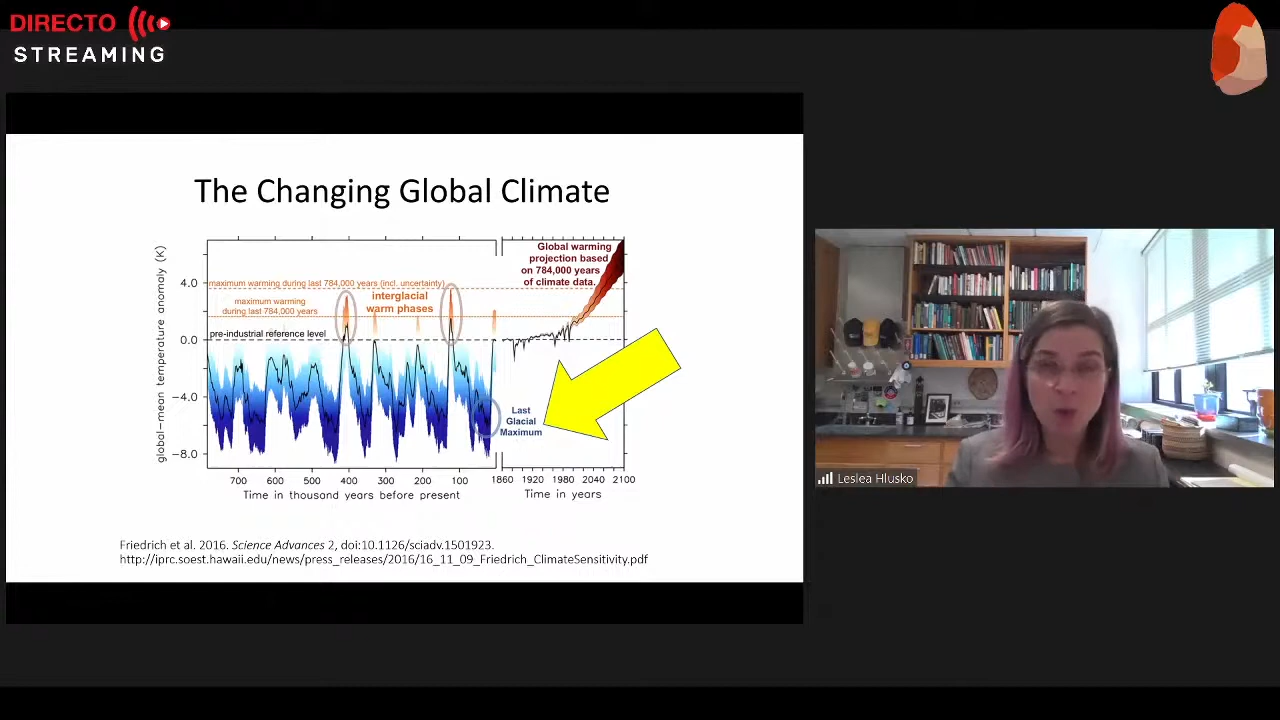 DIRECTO
STREAMING
The Changing Global Climate
global-mean temperature anomaly (K)
4.0
0.0
-4.0
-8.0
maximum warming during last 784,000 years (incl. uncertainty)
maximum warming
during last 784,000 years
interglacial
warm phases
pre-industrial reference level
Global warming
projection based
on 784,000 years
of climate data.
Last
Glacial
Maximum
700 600 500 400 300 200 100
Time in thousand years before present
1860 1920 1980 2040 2100
Time in years
Friedrich et al. 2016. Science Advances 2, doi:10.1126/sciadv.1501923.
http://iprc.soest.hawaii.edu/news/press_releases/2016/16_11_09_Friedrich_ClimateSensitivity.pdf
Leslea Hlusko